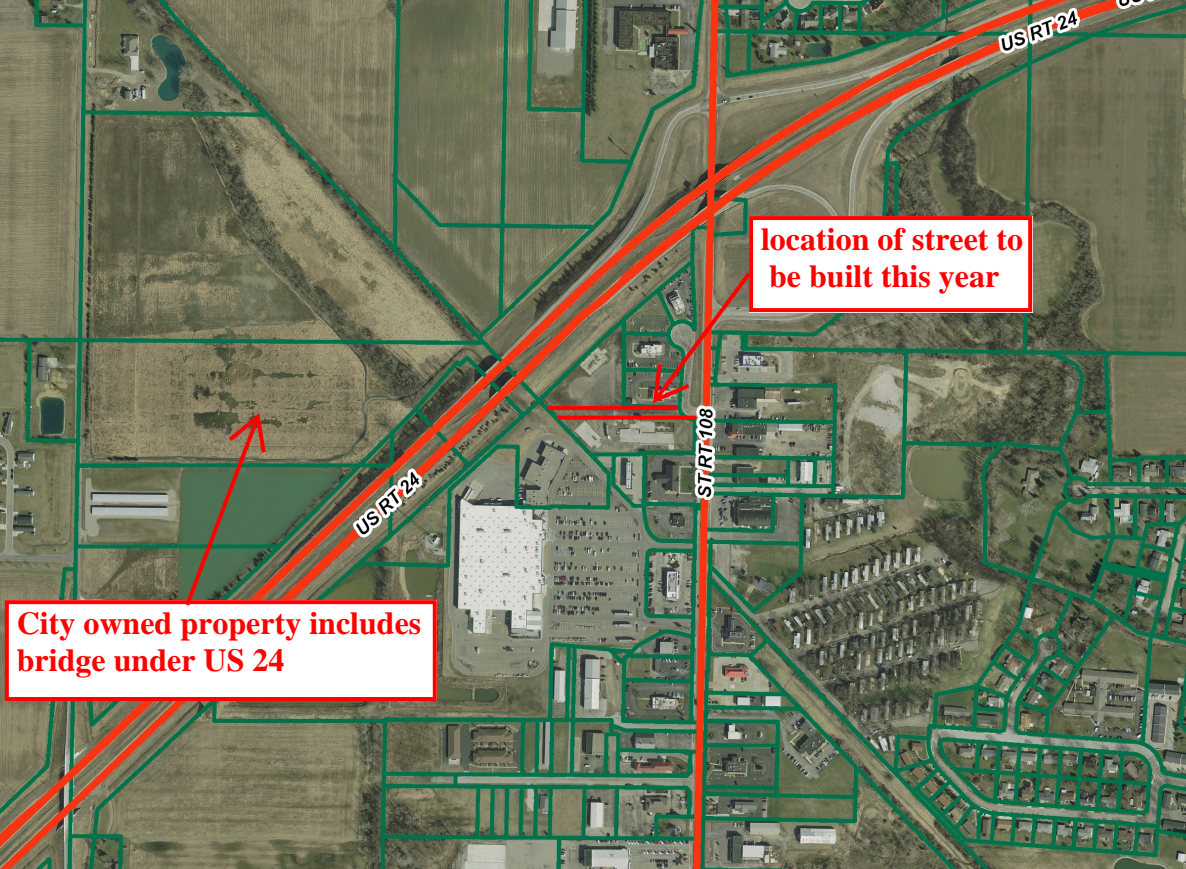 US RT 24
location of street to
be built this year
ST RT 108
US RT 24
City owned property includes
bridge under US 24